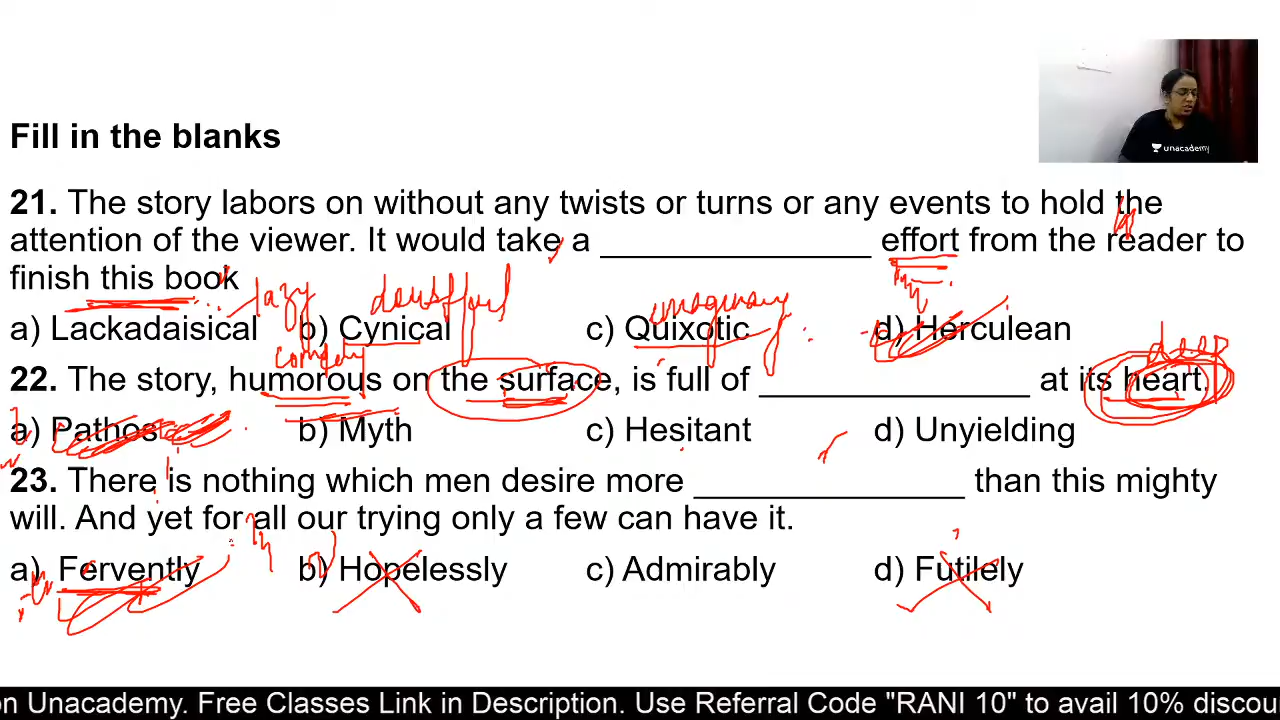 unacademy
Fill in the blanks
21. The story labors on without any twists or turns or any events to hold the
attention of the viewer. It would take a _______________ effort from the reader to
finish this book
lazy doubtful imaginary
a) Lackadaisical b) Cynical c) Quixotic d) Herculean
comedy deep
22. The story, humorous on the surface, is full of _______________ at its heart.
a) Pathos b) Myth c) Hesitant d) Unyielding
23. There is nothing which men desire more _______________ than this mighty
will. And yet for all our trying only a few can have it.
a) Fervently b) Hopelessly c) Admirably d) Futilely
on Unacademy. Free Classes Link in Description. Use Referral Code "RANI 10" to avail 10% discou